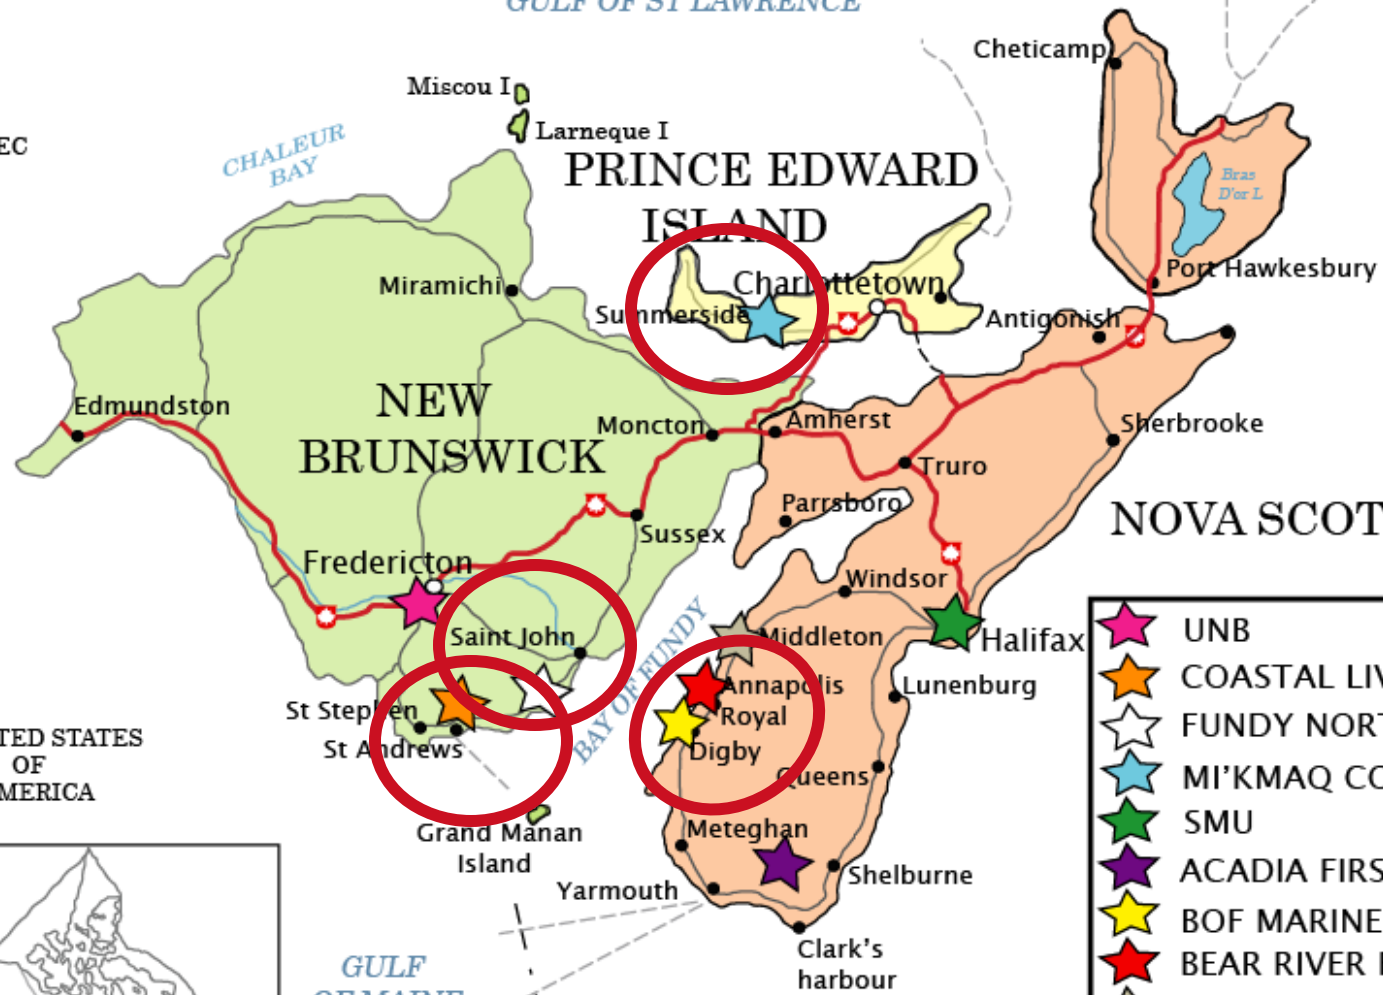 GULF OF ST LAWRENCE
Cheticamp
Miscou I
Larneque I
EC
CHALEUR
BAY
PRINCE EDWARD
ISLAND
Bras
D'or L
Miramichi
Charlottetown
Port Hawkesbury
Summerside
Antigonish
NEW
BRUNSWICK
Edmundston
Moncton
Amherst
Sherbrooke
Truro
Parrsboro
NOVA SCOT
Sussex
Fredericton
Windsor
Saint John
Middleton
Halifax
BAY OF FUNDY
Annapolis
Royal
Lunenburg
St Stephen
St Andrews
Digby
Queens
TED STATES
OF
MERICA
Grand Manan
Island
Meteghan
Yarmouth
Shelburne
Clark's
harbour
GULF
OF MAINE
UNB
COASTAL LIV
FUNDY NOR
MI'KMAQ CO
SMU
ACADIA FIRS
BOF MARINE
BEAR RIVER